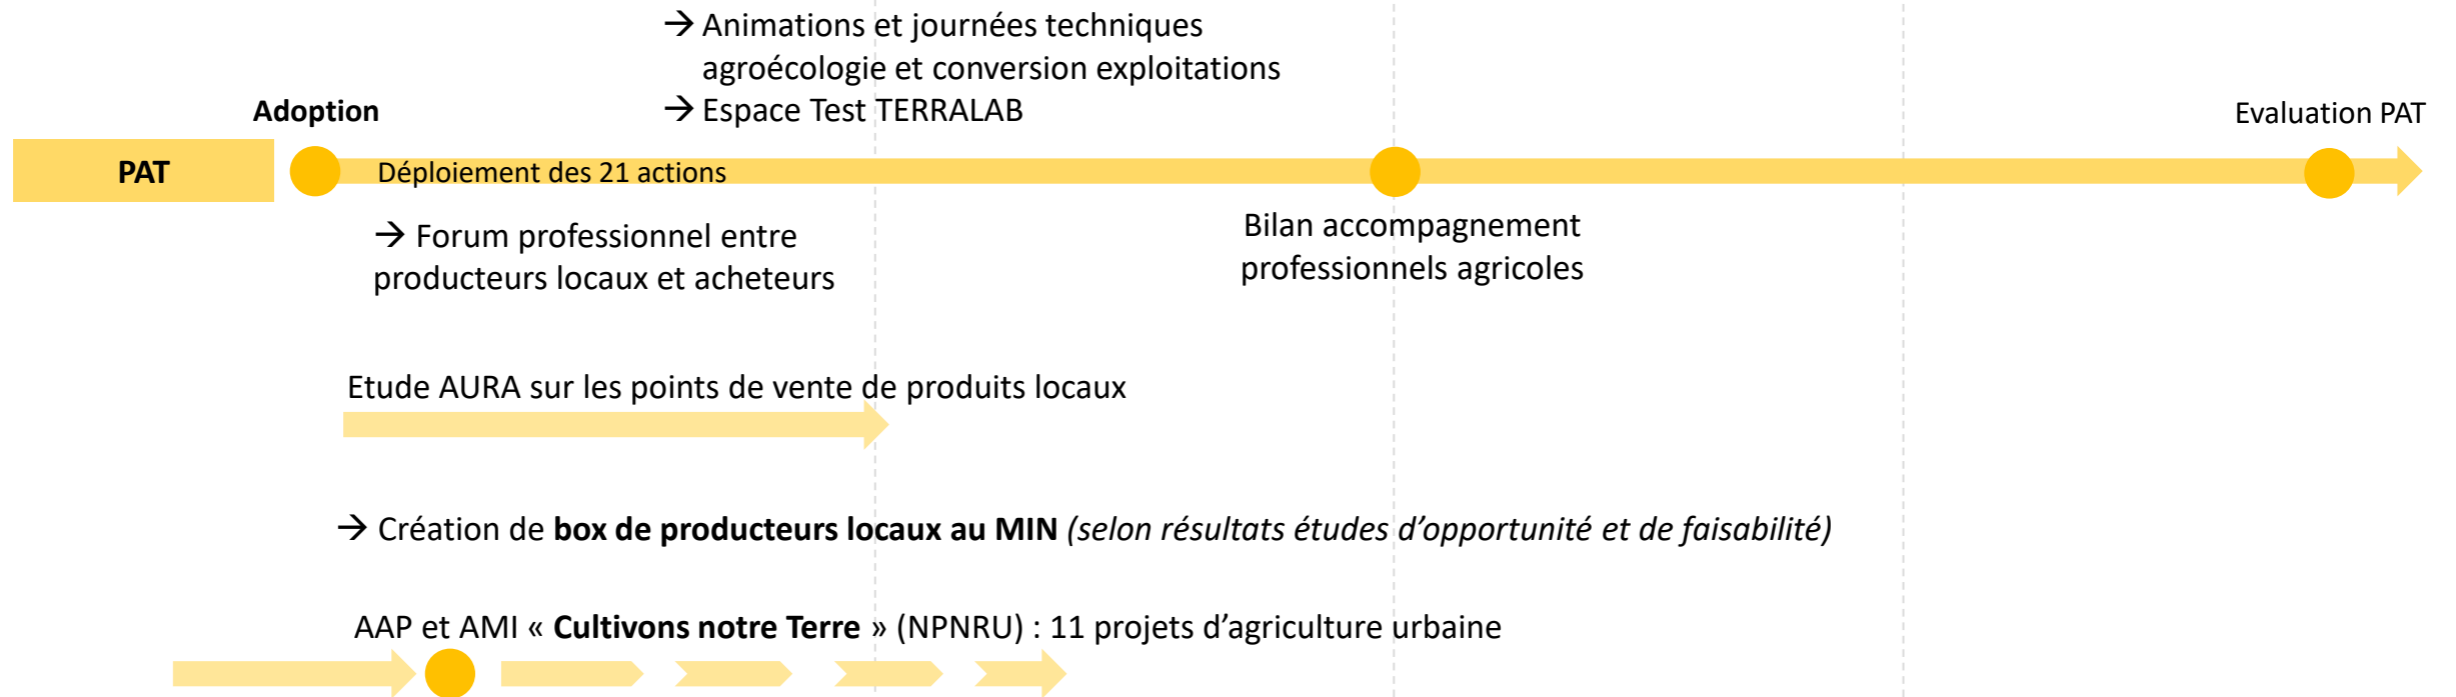 → Animations et journées techniques
agroécologie et conversion exploitations
→ Espace Test TERRALAB
Adoption
Evaluation PAT
PAT
Déploiement des 21 actions
→ Forum professionnel entre
producteurs locaux et acheteurs
Bilan accompagnement
professionnels agricoles
Etude AURA sur les points de vente de produits locaux
→ Création de box de producteurs locaux au MIN (selon résultats études d’opportunité et de faisabilité)
AAP et AMI « Cultivons notre Terre » (NPNRU) : 11 projets d’agriculture urbaine